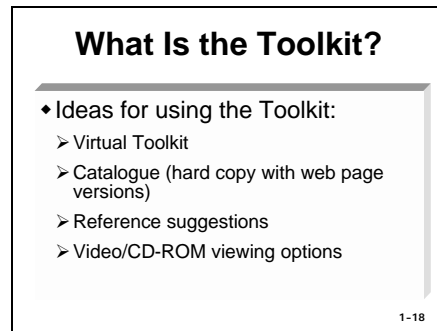 What Is the Toolkit?
◆ Ideas for using the Toolkit:
➢ Virtual Toolkit
➢ Catalogue (hard copy with web page
versions)
➢ Reference suggestions
➢ Video/CD-ROM viewing options
1-18